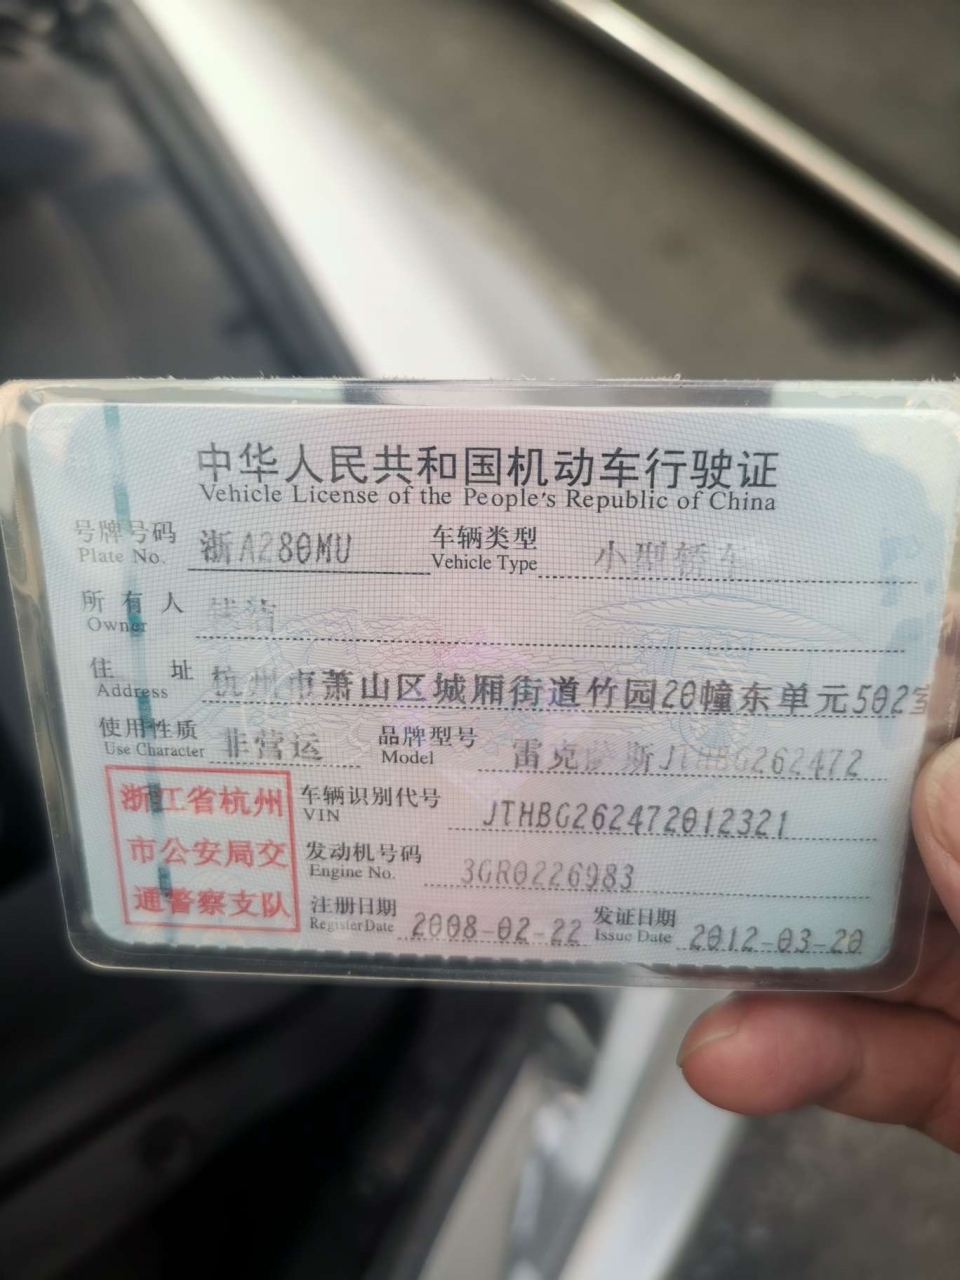 中华人民共和国机动车行驶证
Vehicle License of the People's Republic of China
号牌号码 浙A280MU 车辆类型 小型轿车
Plate No. Vehicle Type
所有人
Owner
住址 杭州市萧山区城厢街道竹园20幢东单元502室
Address
使用性质 非营运 品牌型号 雷克萨斯JTHBG262472
Use Character Model
浙江省杭州
市公安局交
通警察支队
车辆识别代号 JTHBG262472012321
VIN
发动机号码 3GR0226983
Engine No.
注册日期 2008-02-22 发证日期 2012-03-20
Register Date Issue Date